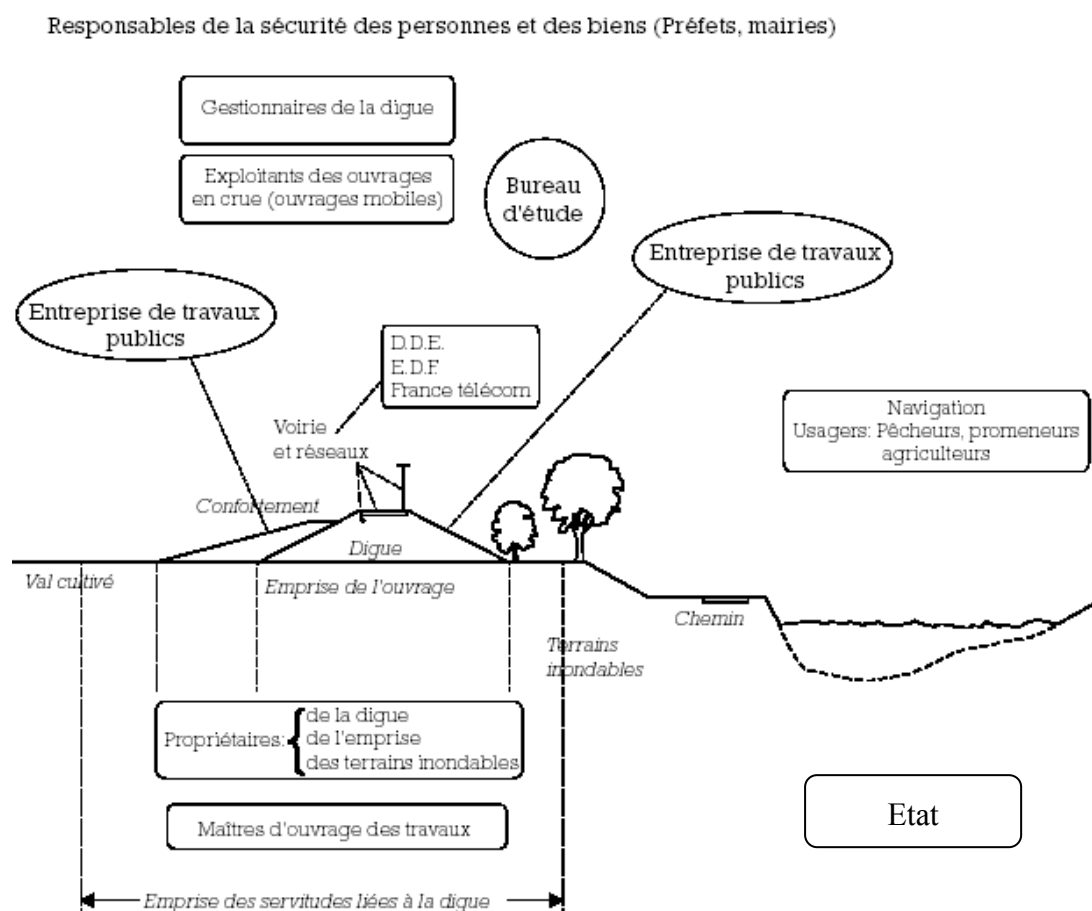 Responsables de la sécurité des personnes et des biens (Préfets, mairies)
Gestionnaires de la digue
Exploitants des ouvrages
en crue (ouvrages mobiles)
Bureau
d'étude
Entreprise de travaux
publics
Entreprise de travaux
publics
D.D.E.
E.D.F.
France télécom
Voirie
et réseaux
Navigation
Usagers: Pêcheurs, promeneurs
agriculteurs
Confortement
Digue
Val cultivé
Emprise de l'ouvrage
Chemin
Terrains
inondables
Propriétaires:
de la digue
de l'emprise
des terrains inondables
Maîtres d'ouvrage des travaux
Etat
Emprise des servitudes liées à la digue